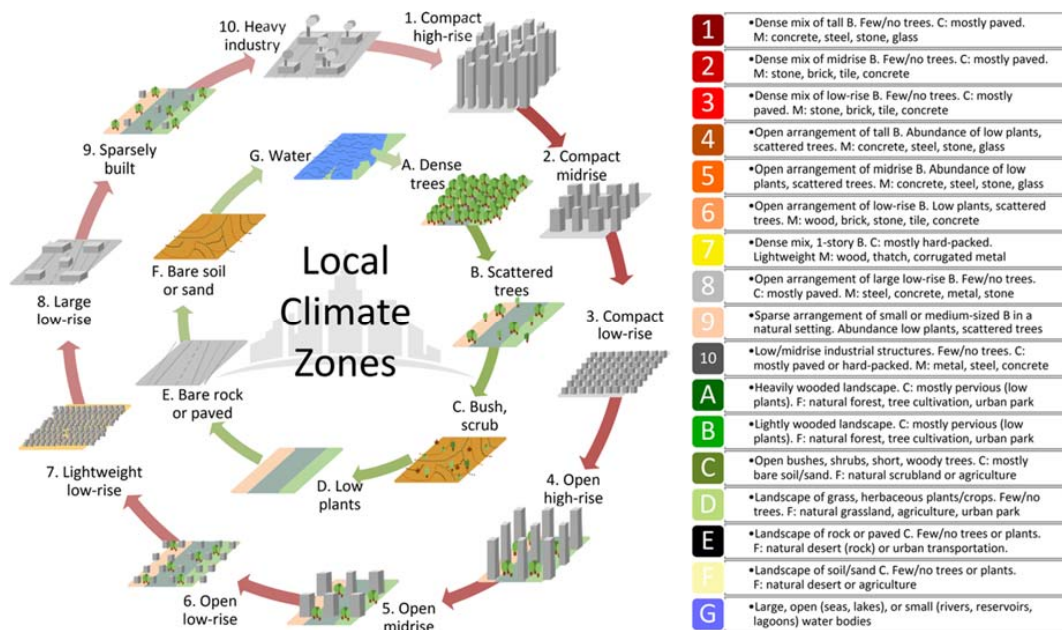 10. Heavy
industry
1. Compact
high-rise
2. Compact
midrise
3. Compact
low-rise
4. Open
high-rise
5. Open
midrise
6. Open
low-rise
7. Lightweight
low-rise
8. Large
low-rise
9. Sparsely
built
G. Water
A. Dense
trees
B. Scattered
trees
C. Bush,
scrub
D. Low
plants
E. Bare rock
or paved
F. Bare soil
or sand
Local
Climate
Zones
1
•Dense mix of tall B. Few/no trees. C: mostly paved.
M: concrete, steel, stone, glass
2
•Dense mix of midrise B. Few/no trees. C: mostly paved.
M: stone, brick, tile, concrete
3
•Dense mix of low-rise B. Few/no trees. C: mostly
paved. M: stone, brick, tile, concrete
4
•Open arrangement of tall B. Abundance of low plants,
scattered trees. M: concrete, steel, stone, glass
5
•Open arrangement of midrise B. Abundance of low
plants, scattered trees. M: concrete, steel, stone, glass
6
•Open arrangement of low-rise B. Low plants, scattered
trees. M: wood, brick, stone, tile, concrete
7
•Dense mix, 1-story B. C: mostly hard-packed.
Lightweight M: wood, thatch, corrugated metal
8
•Open arrangement of large low-rise B. Few/no trees.
C: mostly paved. M: steel, concrete, metal, stone
9
•Sparse arrangement of small or medium-sized B in a
natural setting. Abundance low plants, scattered trees
10
•Low/midrise industrial structures. Few/no trees. C:
mostly paved or hard-packed. M: metal, steel, concrete
A
•Heavily wooded landscape. C: mostly pervious (low
plants). F: natural forest, tree cultivation, urban park
B
•Lightly wooded landscape. C: mostly pervious (low
plants). F: natural forest, tree cultivation, urban park
C
•Open bushes, shrubs, short, woody trees. C: mostly
bare soil/sand. F: natural scrubland or agriculture
D
•Landscape of grass, herbaceous plants/crops. Few/no
trees. F: natural grassland, agriculture, urban park
E
•Landscape of rock or paved C. Few/no trees or plants.
F: natural desert (rock) or urban transportation.
F
•Landscape of soil/sand C. Few/no trees or plants.
F: natural desert or agriculture
G
•Large, open (seas, lakes), or small (rivers, reservoirs,
lagoons) water bodies